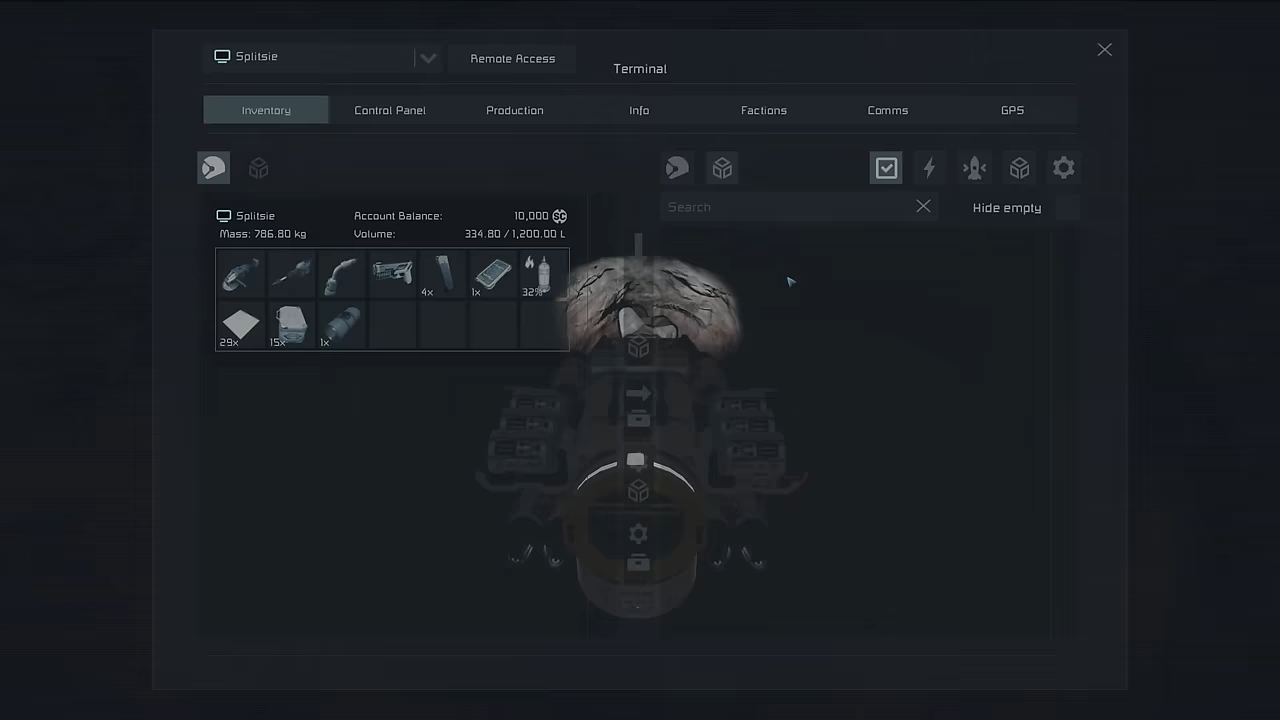 Splitsie
Remote Access
Terminal
Inventory
Control Panel
Production
Info
Factions
Comms
GPS
Search
Hide empty
Splitsie
Account Balance:
10,000 SC
Mass: 786.80 kg
Volume:
334.80 / 1,200.00 L
4x
1x
32%
29x
15x
1x